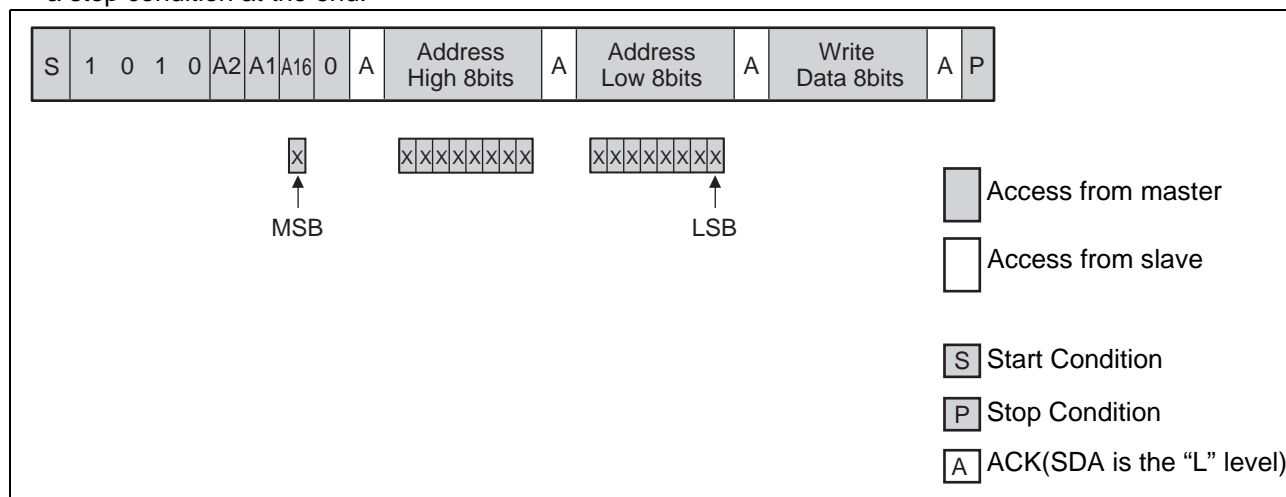 a stop condition at the end.
S 1 0 1 0 A2 A1 A16 0 A Address High 8bits A Address Low 8bits A Write Data 8bits A P
X XXXXXXXX XXXXXXXX
MSB LSB
Access from master
Access from slave
S Start Condition
P Stop Condition
A ACK(SDA is the “L” level)